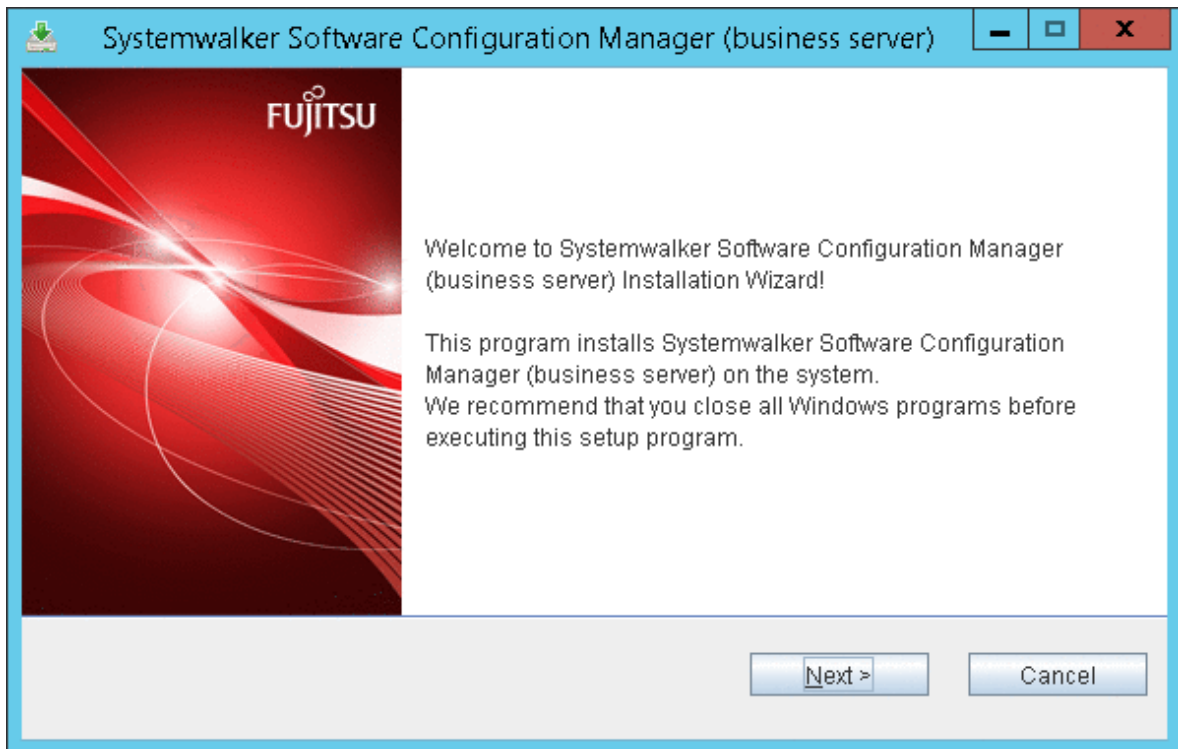 Systemwalker Software Configuration Manager (business server)
FUJITSU
Welcome to Systemwalker Software Configuration Manager
(business server) Installation Wizard!
This program installs Systemwalker Software Configuration
Manager (business server) on the system.
We recommend that you close all Windows programs before
executing this setup program.
Next >
Cancel